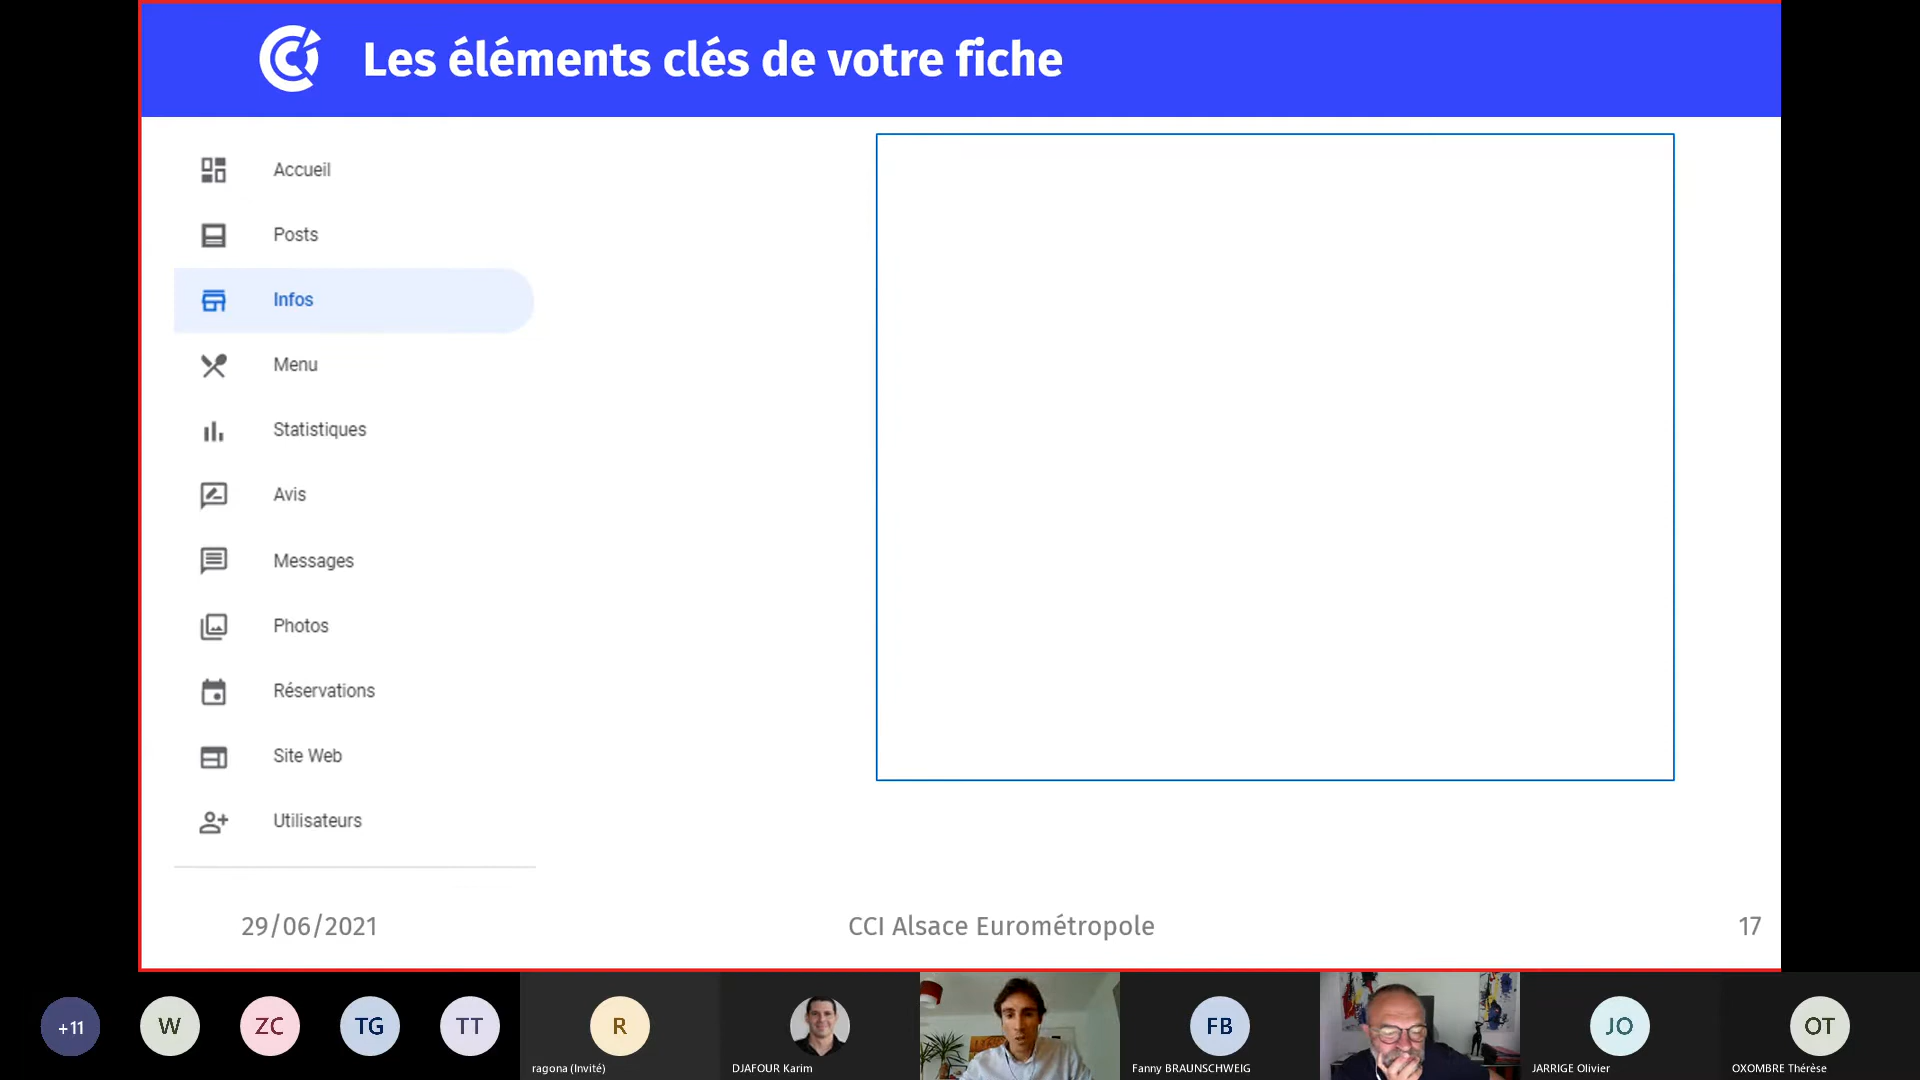 Les éléments clés de votre fiche
Accueil
Posts
Infos
Menu
Statistiques
Avis
Messages
Photos
Réservations
Site Web
Utilisateurs
29/06/2021
CCI Alsace Eurométropole
17
+11
W
ZC
TG
TT
R
FB
JO
OT
ragona (Invité)
DJAFOUR Karim
Fanny BRAUNSCHWEIG
JARRIGE Olivier
OXOMBRE Thérèse